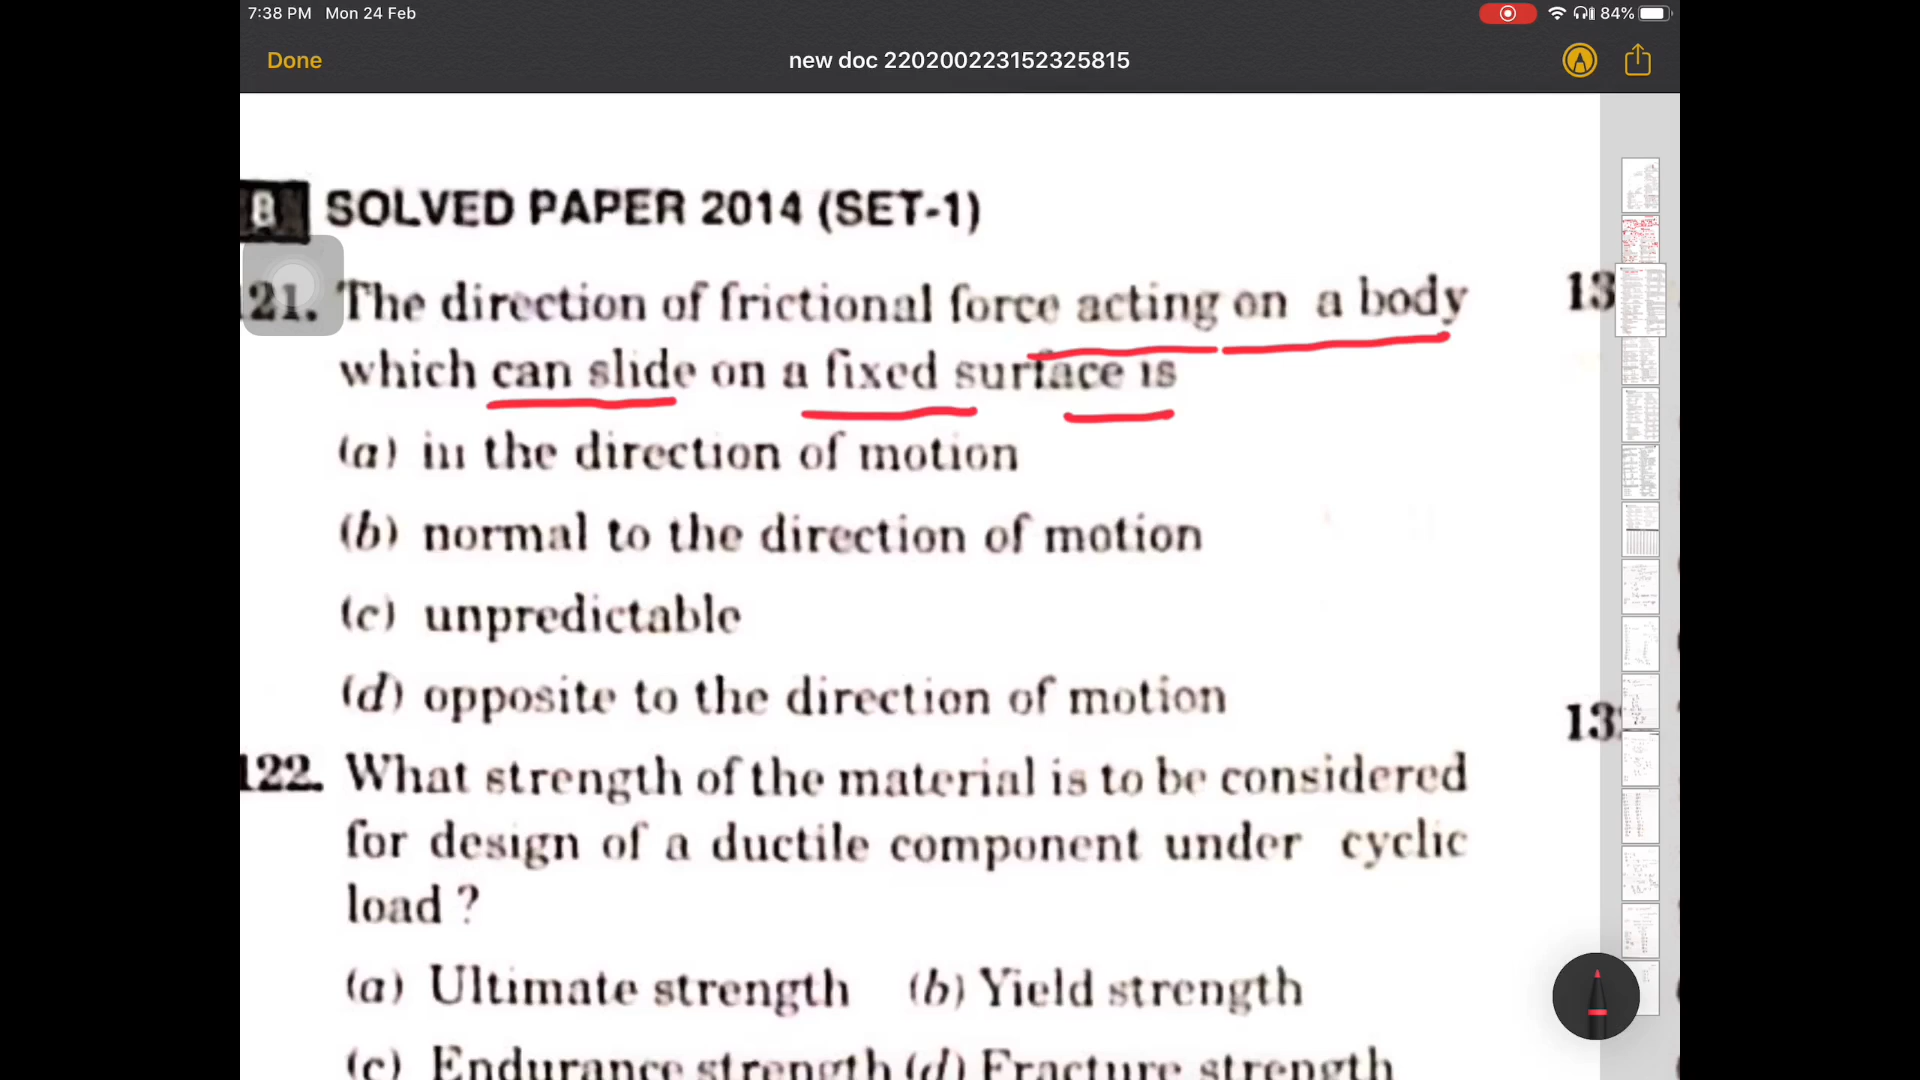 7:38 PM Mon 24 Feb
84%
Done
new doc 220200223152325815
8 SOLVED PAPER 2014 (SET-1)
121. The direction of frictional force acting on a body
which can slide on a fixed surface is
(a) in the direction of motion
(b) normal to the direction of motion
(c) unpredictable
(d) opposite to the direction of motion
122. What strength of the material is to be considered
for design of a ductile component under cyclic
load ?
(a) Ultimate strength (b) Yield strength
(c) Endurance strength (d) Fracture strength
13
13